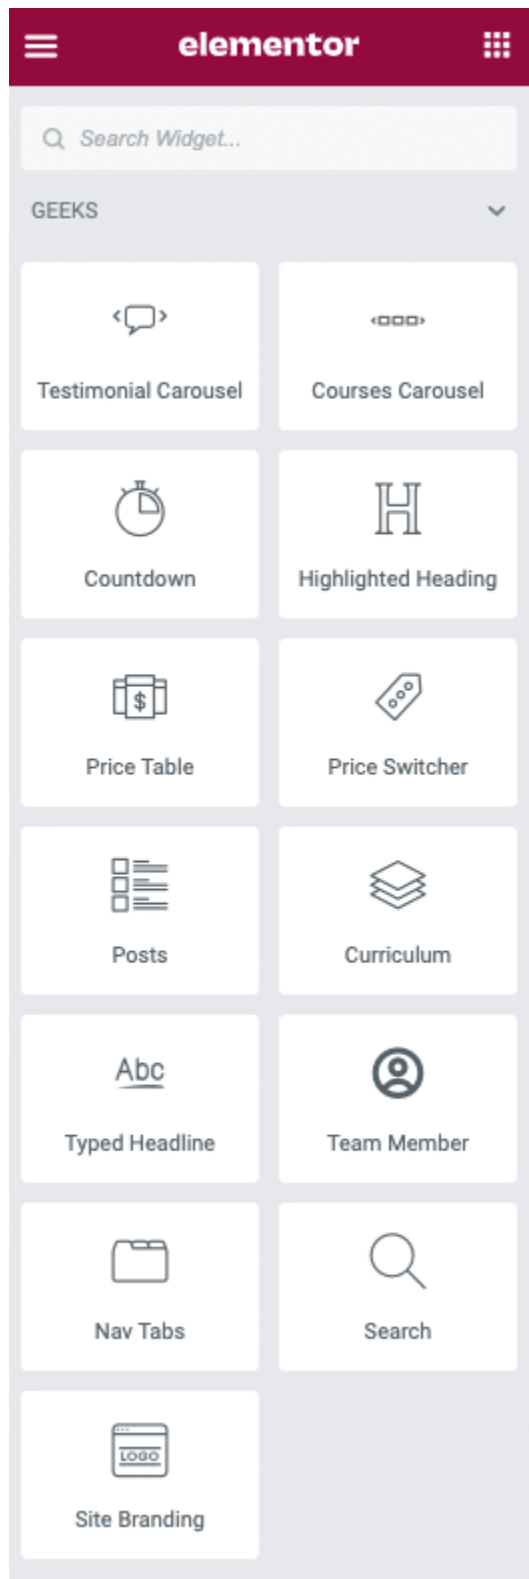 elementor
Search Widget...
GEEKS
Testimonial Carousel
Courses Carousel
Countdown
Highlighted Heading
$
Price Table
Price Switcher
Posts
Curriculum
Abc
Typed Headline
Team Member
Nav Tabs
Search
LOGO
Site Branding